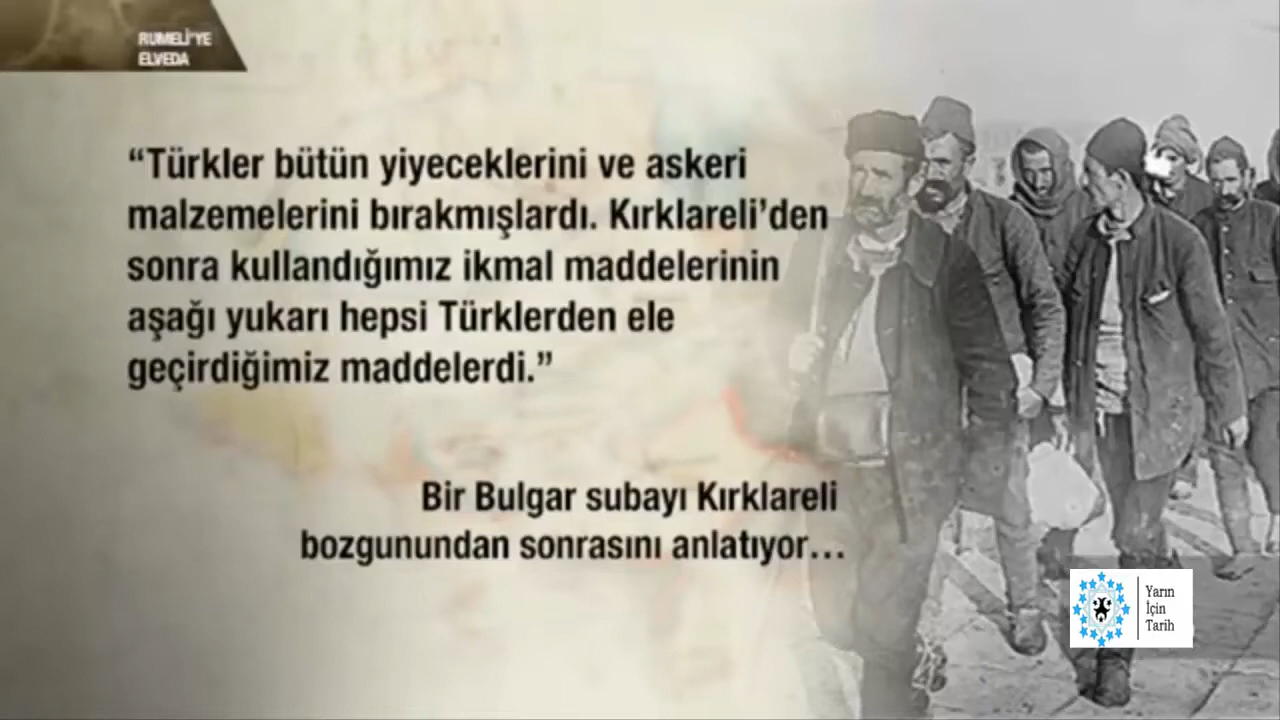 RUMELİ'YE
ELVEDA
“Türkler bütün yiyeceklerini ve askeri
malzemelerini bırakmışlardı. Kırklareli’den
sonra kullandığımız ikmal maddelerinin
aşağı yukarı hepsi Türklerden ele
geçirdiğimiz maddelerdi.”
Bir Bulgar subayı Kırklareli
bozgunundan sonrasını anlatıyor...
Yarın
İçin
Tarih